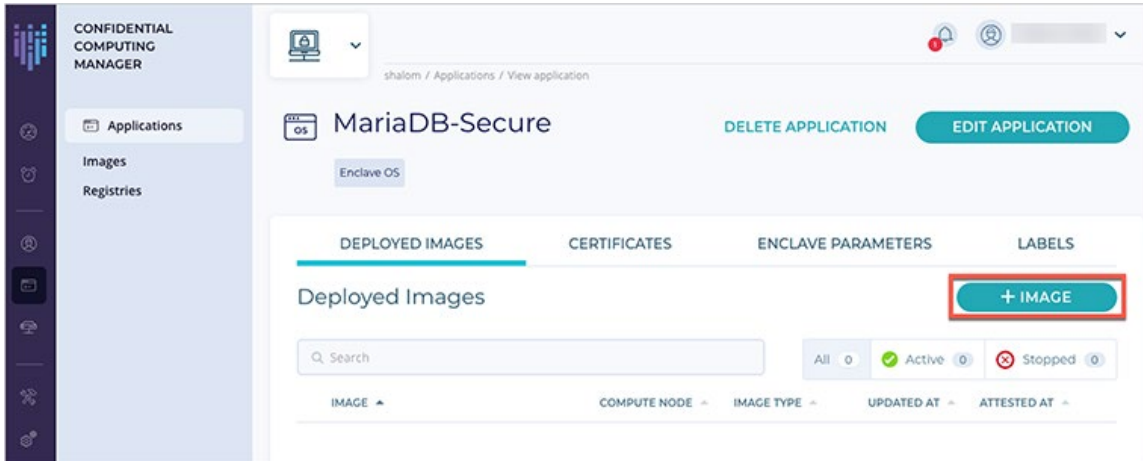 CONFIDENTIAL
COMPUTING
MANAGER
Applications
Images
Registries
1
shalom / Applications / View application
OS
MariaDB-Secure
DELETE APPLICATION
EDIT APPLICATION
Enclave OS
DEPLOYED IMAGES
CERTIFICATES
ENCLAVE PARAMETERS
LABELS
Deployed Images
+ IMAGE
Search
All 0
Active 0
Stopped 0
IMAGE
COMPUTE NODE
IMAGE TYPE
UPDATED AT
ATTESTED AT